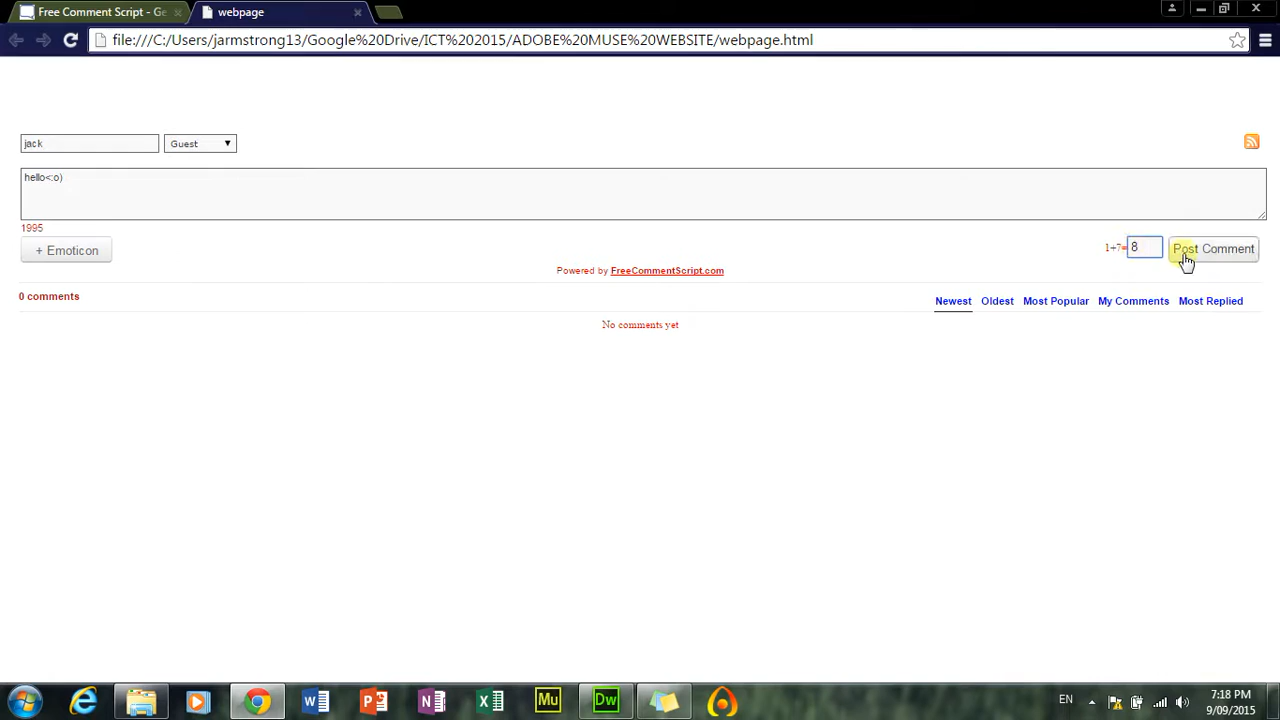 Free Comment Script - Ge
webpage
file:///C:/Users/jarmstrong13/Google%20Drive/ICT%202015/ADOBE%20MUSE%20WEBSITE/webpage.html
jack
Guest
hello<:o)
1995
+ Emoticon
1+?= 8
Post Comment
Powered by FreeCommentScript.com
0 comments
Newest Oldest Most Popular My Comments Most Replied
No comments yet
Mu
Dw
EN
7:18 PM
9/09/2015